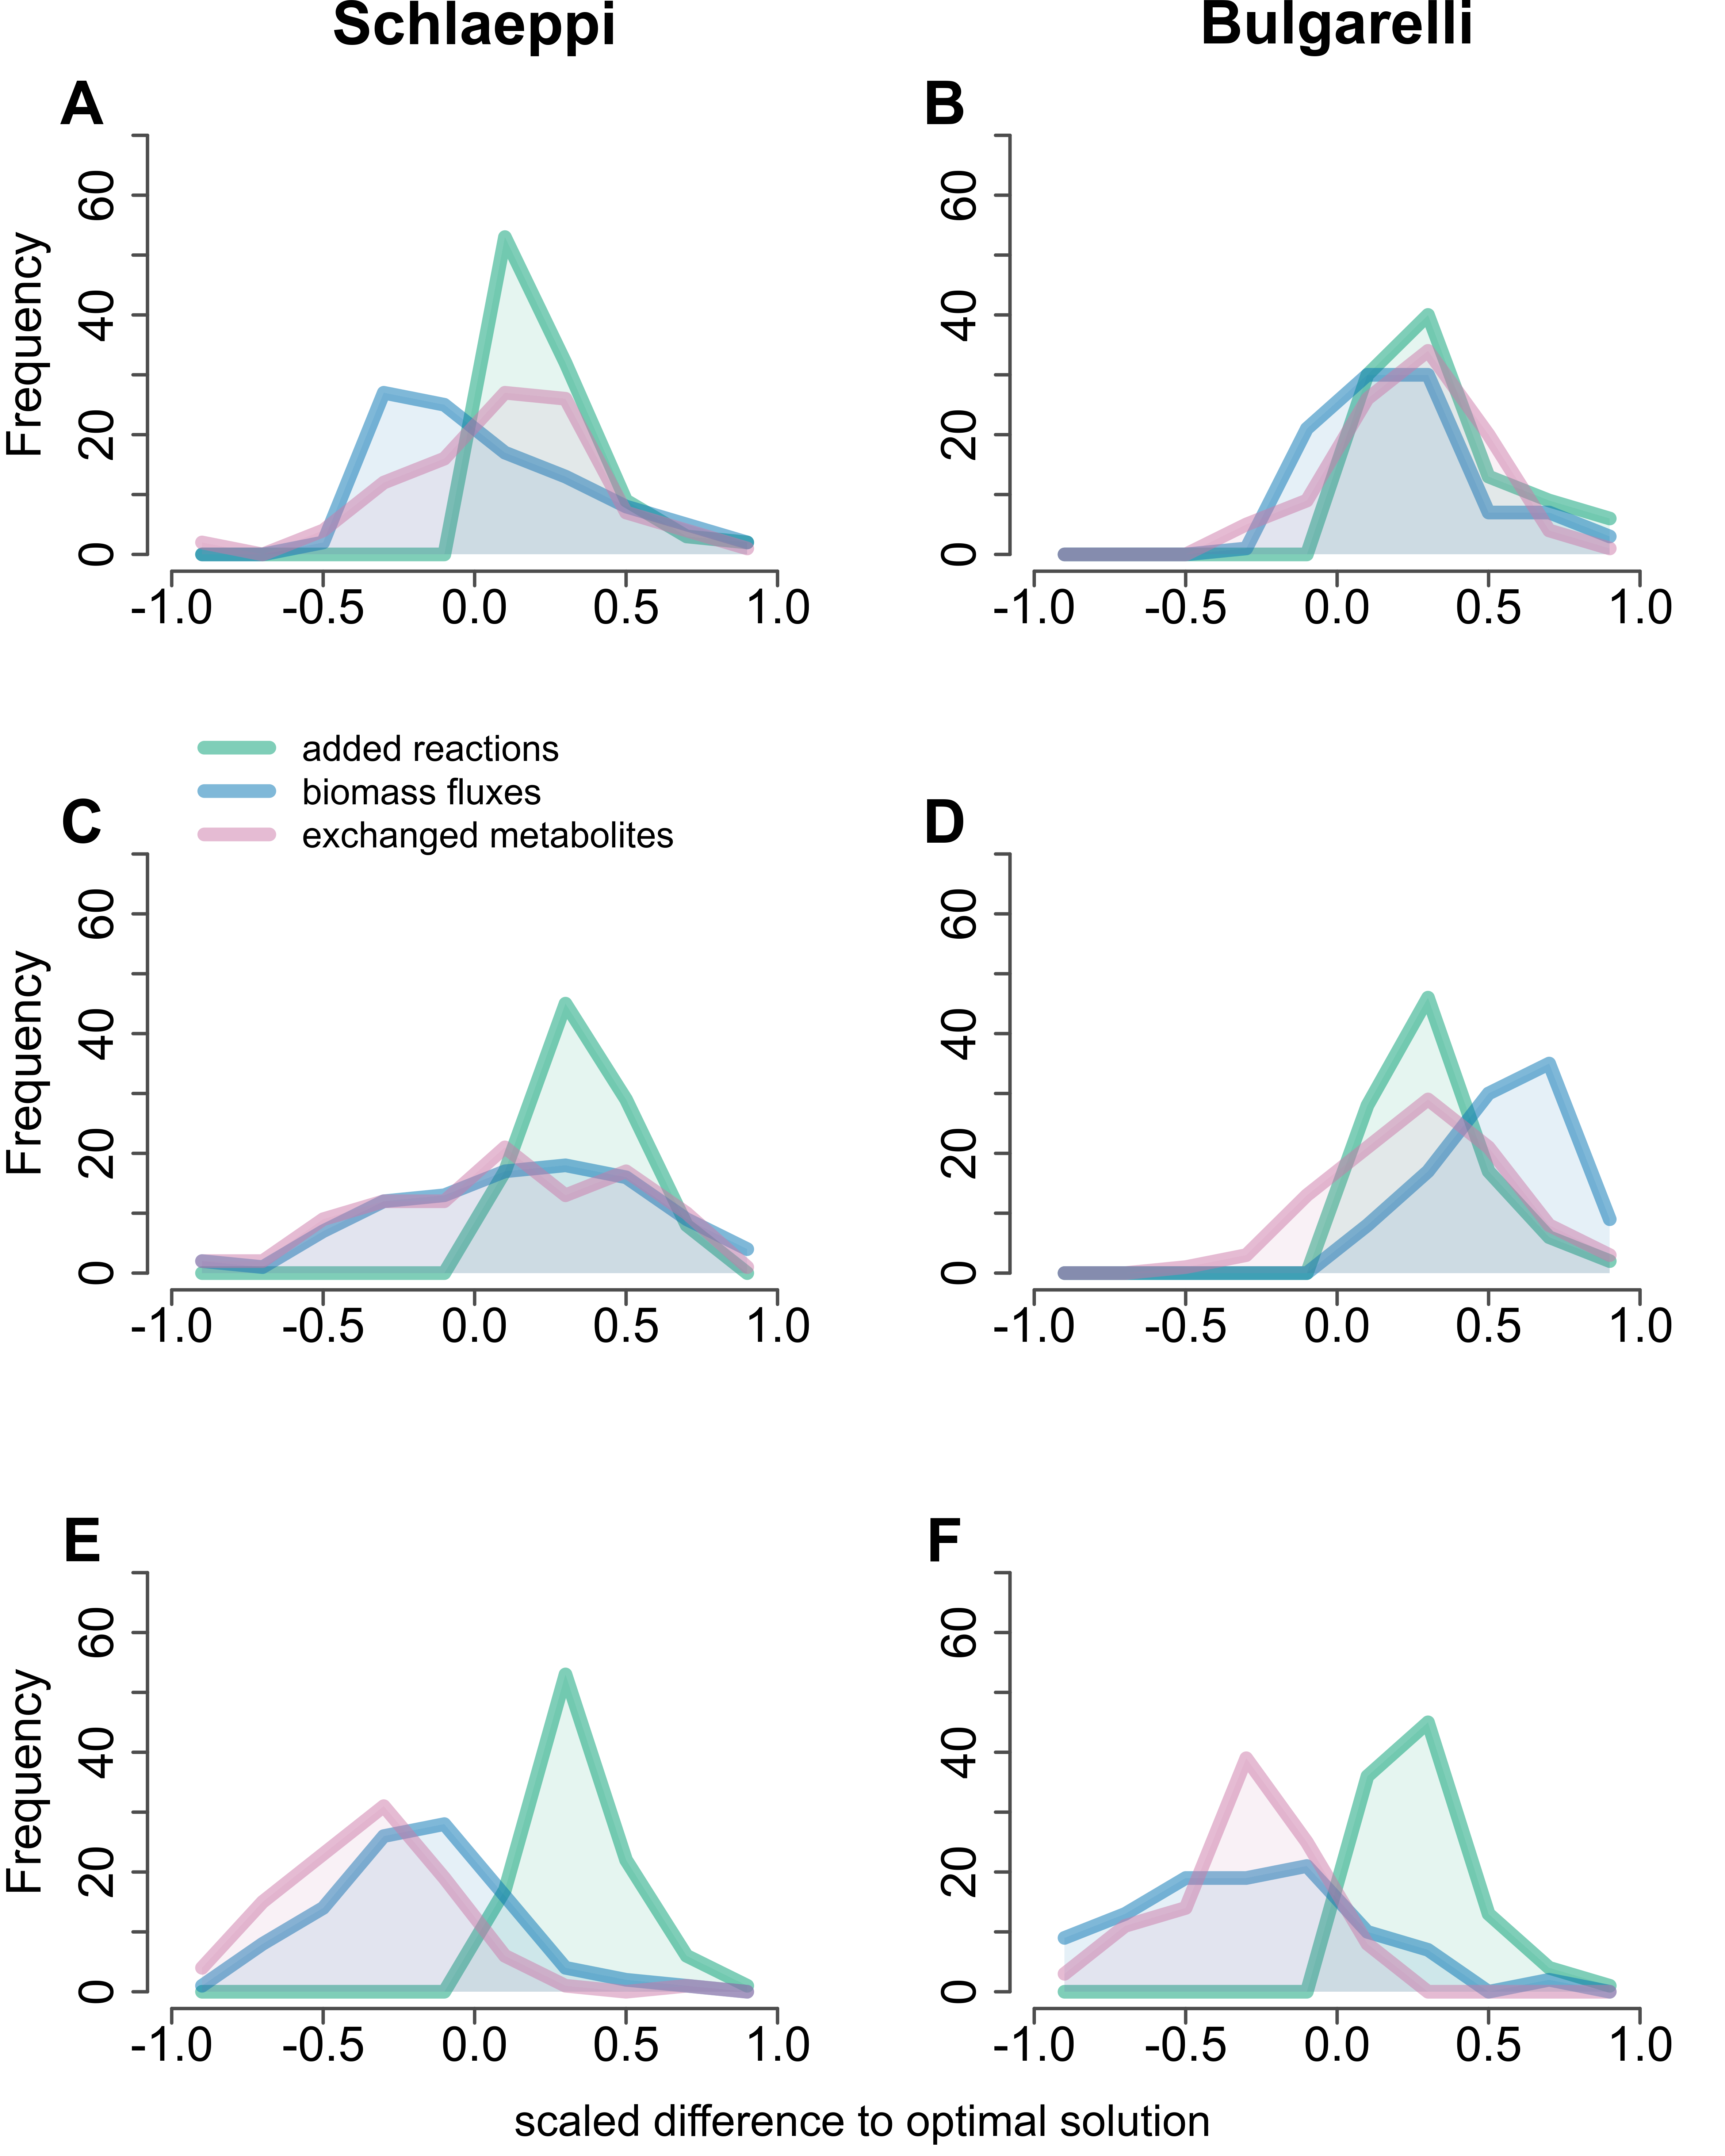 Schlaeppi
Bulgarelli
A
B
Frequency
0 20 40 60
0 20 40 60
-1.0 -0.5 0.0 0.5 1.0
-1.0 -0.5 0.0 0.5 1.0
added reactions
biomass fluxes
exchanged metabolites
C
D
Frequency
0 20 40 60
0 20 40 60
-1.0 -0.5 0.0 0.5 1.0
-1.0 -0.5 0.0 0.5 1.0
E
F
Frequency
0 20 40 60
0 20 40 60
-1.0 -0.5 0.0 0.5 1.0
-1.0 -0.5 0.0 0.5 1.0
scaled difference to optimal solution